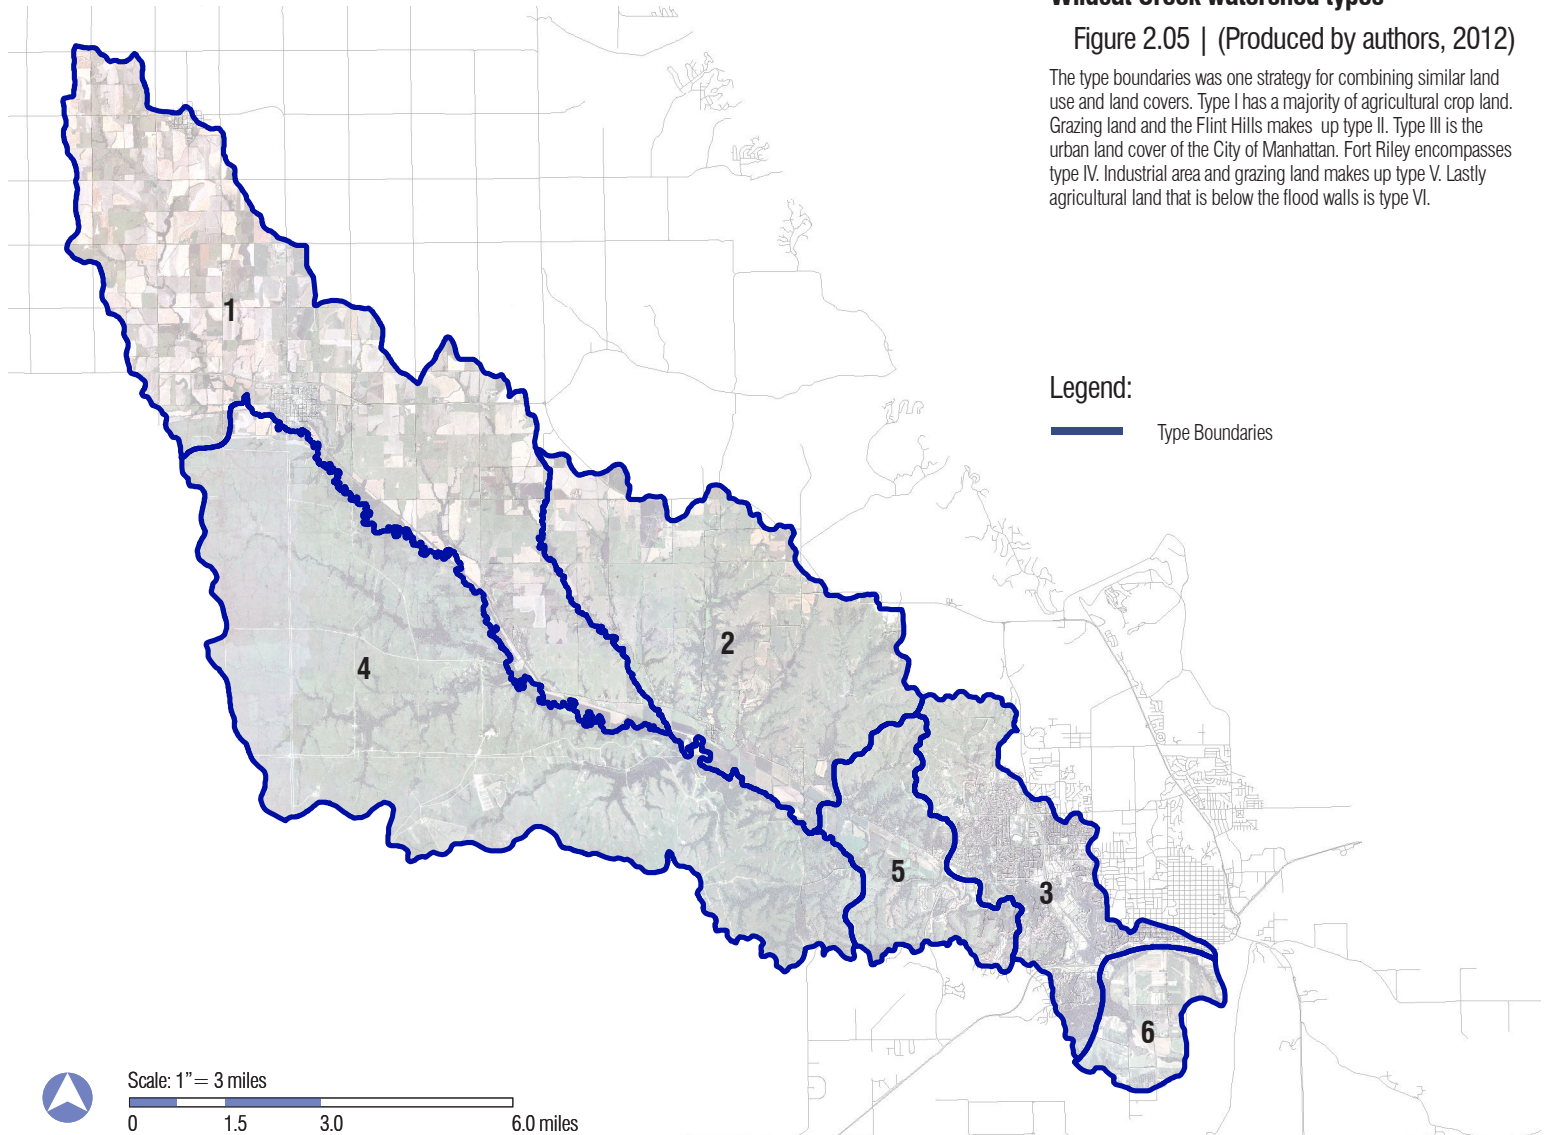 Wildcat Creek watershed types
Figure 2.05 | (Produced by authors, 2012)
The type boundaries was one strategy for combining similar land
use and land covers. Type I has a majority of agricultural crop land.
Grazing land and the Flint Hills makes up type II. Type III is the
urban land cover of the City of Manhattan. Fort Riley encompasses
type IV. Industrial area and grazing land makes up type V. Lastly
agricultural land that is below the flood walls is type VI.
1
Legend:
Type Boundaries
2
4
5
3
6
Scale: 1”= 3 miles
0 1.5 3.0 6.0 miles